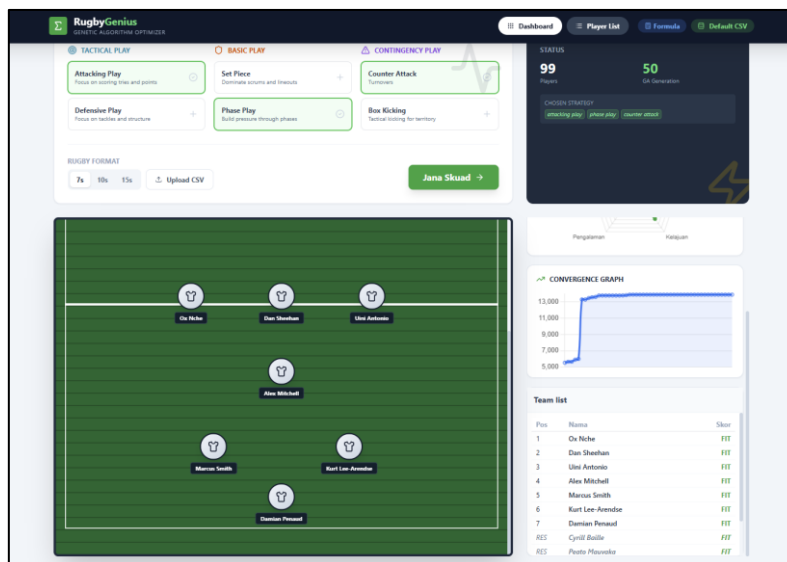 RugbyGenius
GENETIC ALGORITHM OPTIMIZER
Dashboard
Player List
Formula
Default CSV
TACTICAL PLAY
BASIC PLAY
CONTINGENCY PLAY
Attacking Play
Focus on scoring tries and points
Set Piece
Dominate scrums and lineouts
Counter Attack
Turnovers
Defensive Play
Focus on tackles and structure
Phase Play
Build pressure through phases
Box Kicking
Tactical kicking for territory
RUGBY FORMAT
7s 10s 15s
Upload CSV
Jana Skuad →
STATUS
99
Players
50
GA Generation
CHOSEN STRATEGY
attacking play
phase play
counter attack
Ox Nche
Dan Sheehan
Uini Antonio
Alex Mitchell
Marcus Smith
Kurt Lee-Arendse
Damian Penaud
Pengalaman
Kelajuan
CONVERGENCE GRAPH
13,000
11,000
9,000
7,000
5,000
Team list
Pos Nama Skor
1 Ox Nche FIT
2 Dan Sheehan FIT
3 Uini Antonio FIT
4 Alex Mitchell FIT
5 Marcus Smith FIT
6 Kurt Lee-Arendse FIT
7 Damian Penaud FIT
RES Cyrill Baille FIT
RES Peato Mauvaka FIT